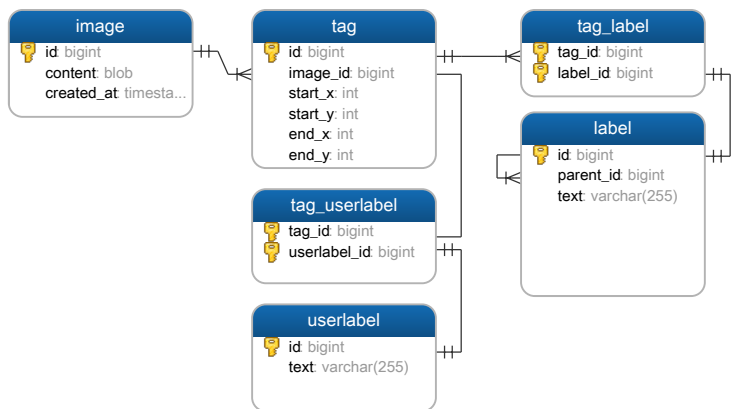 image
id: bigint
content: blob
created_at: timesta...
tag
id: bigint
image_id: bigint
start_x: int
start_y: int
end_x: int
end_y: int
tag_label
tag_id: bigint
label_id: bigint
label
id: bigint
parent_id: bigint
text: varchar(255)
tag_userlabel
tag_id: bigint
userlabel_id: bigint
userlabel
id: bigint
text: varchar(255)